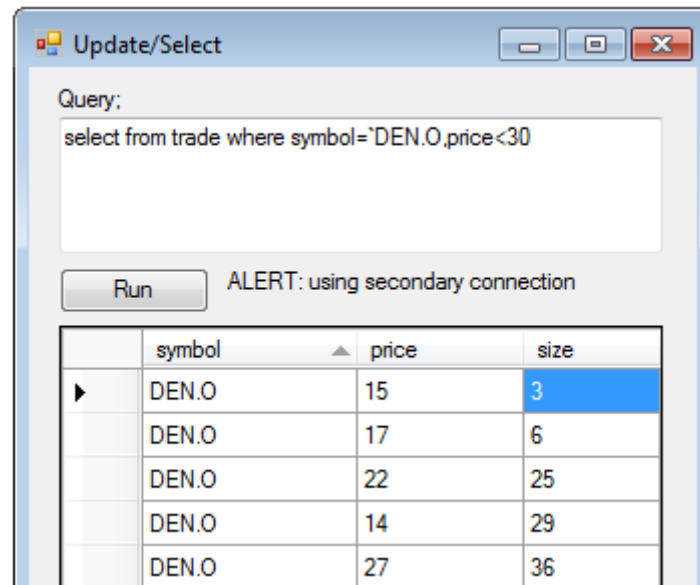 Update/Select
Query;
select from trade where symbol=`DEN.O,price<30
Run
ALERT: using secondary connection
symbol price size
DEN.O 15 3
DEN.O 17 6
DEN.O 22 25
DEN.O 14 29
DEN.O 27 36